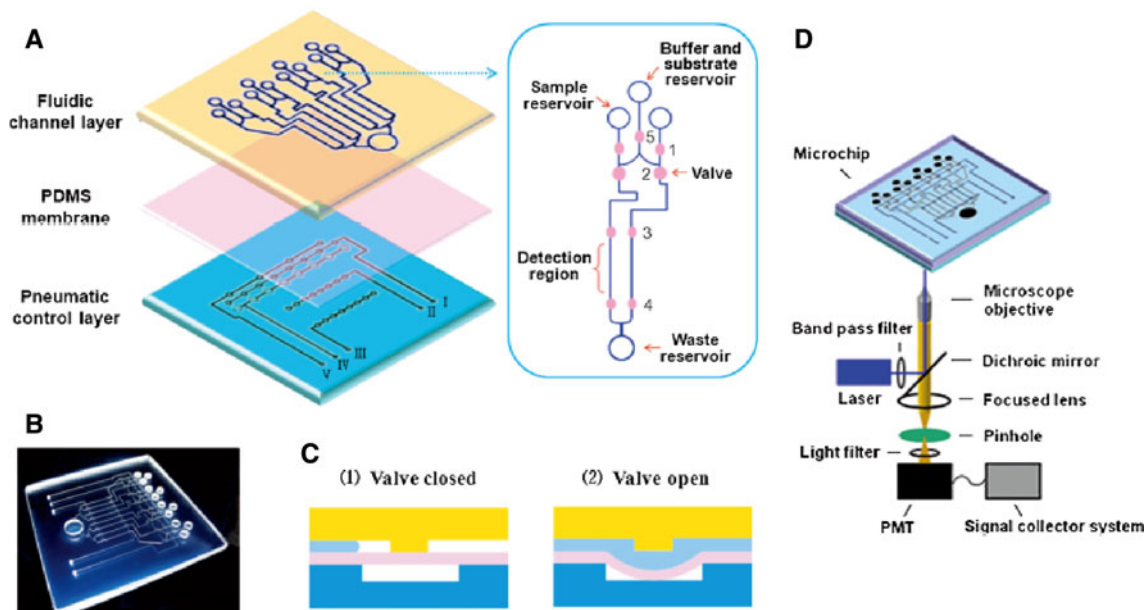 A
Fluidic
channel layer
PDMS
membrane
Pneumatic
control layer
I
II
III
IV
V
Buffer and
substrate
reservoir
Sample
reservoir
5
1
2
Valve
3
Detection
region
4
Waste
reservoir
B
C
(1) Valve closed
(2) Valve open
D
Microchip
Microscope
objective
Band pass filter
Dichroic mirror
Laser
Focused lens
Pinhole
Light filter
PMT
Signal collector system